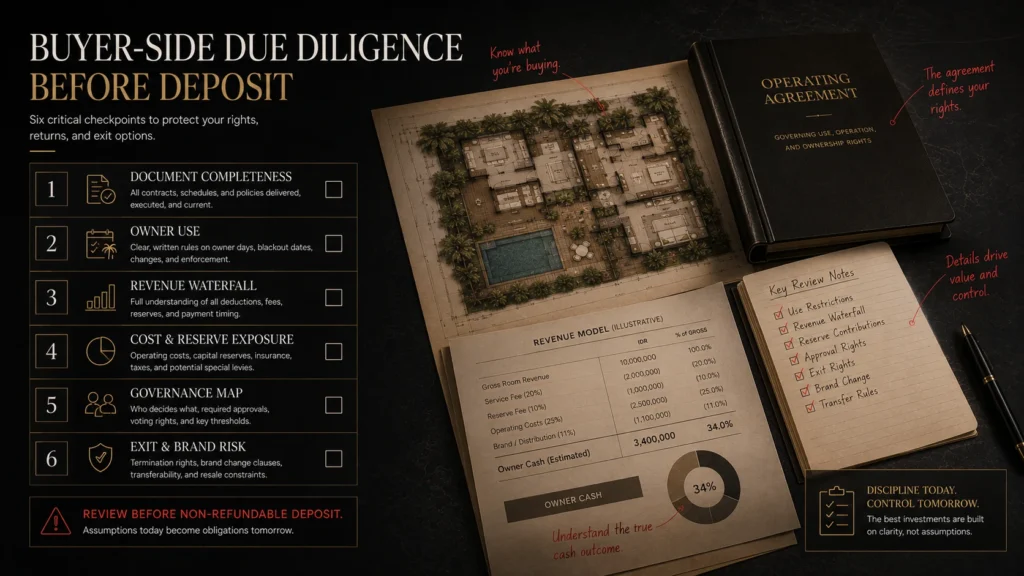 BUYER-SIDE DUE DILIGENCE
BEFORE DEPOSIT
Six critical checkpoints to protect your rights,
returns, and exit options.
1
DOCUMENT COMPLETENESS
All contracts, schedules, and policies delivered,
executed, and current.
2
OWNER USE
Clear, written rules on owner days, blackout dates,
changes, and enforcement.
3
REVENUE WATERFALL
Full understanding of all deductions, fees,
reserves, and payment timing.
4
COST & RESERVE EXPOSURE
Operating costs, capital reserves, insurance,
taxes, and potential special levies.
5
GOVERNANCE MAP
Who decides what, required approvals,
voting rights, and key thresholds.
6
EXIT & BRAND RISK
Termination rights, brand change clauses,
transferability, and resale constraints.
REVIEW BEFORE NON-REFUNDABLE DEPOSIT.
Assumptions today become obligations tomorrow.
Know what
you're buying.
OPERATING
AGREEMENT
GOVERNING USE, OPERATION,
AND OWNERSHIP RIGHTS
The agreement
defines your
rights.
REVENUE MODEL (ILLUSTRATIVE)
IDR % of GROSS
Gross Room Revenue 10,000,000 100.0%
Service Fee (20%) (2,000,000) (20.0%)
Reserve Fee (10%) (1,000,000) (10.0%)
Operating Costs (25%) (2,500,000) (25.0%)
Brand / Distribution (11%) (1,100,000) (11.0%)
Owner Cash (Estimated) 3,400,000 34.0%
OWNER CASH
34%
Understand the true
cash outcome
Key Review Notes
Use Restrictions
Revenue Waterfall
Reserve Contributions
Approval Rights
Exit Rights
Brand Change
Transfer Rules
Details drive
value and
control.
DISCIPLINE TODAY.
CONTROL TOMORROW.
The best investments are built
on clarity, not assumptions.